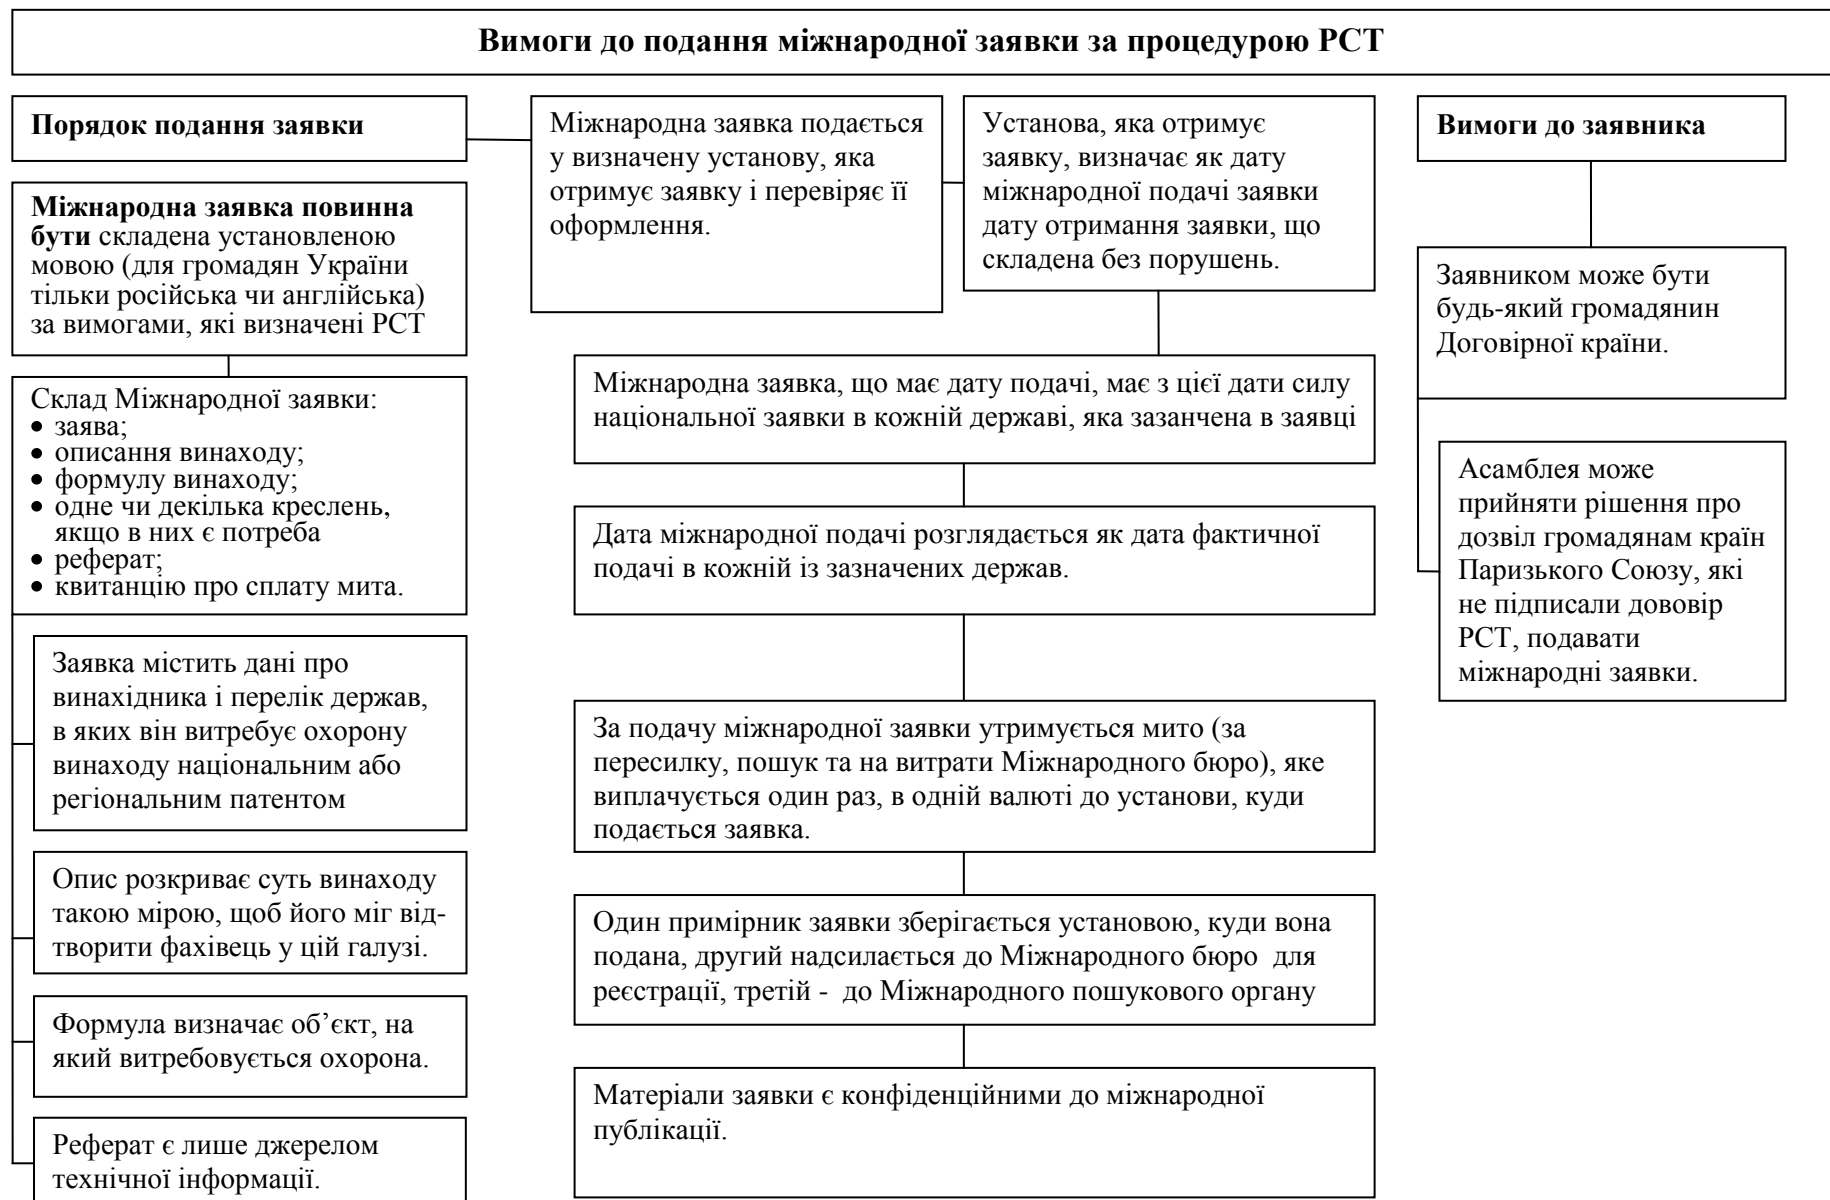 Вимоги до подання міжнародної заявки за процедурою РСТ
Порядок подання заявки
Міжнародна заявка повинна
бути складена установленою
мовою (для громадян України
тільки російська чи англійська)
за вимогами, які визначені РСТ
Склад Міжнародної заявки:
• заява;
• описання винаходу;
• формулу винаходу;
• одне чи декілька креслень,
якщо в них є потреба
• реферат;
• квитанцію про сплату мита.
Заявка містить дані про
винахідника і перелік держав,
в яких він витребує охорону
винаходу національним або
регіональним патентом
Опис розкриває суть винаходу
такою мірою, щоб його міг від-
творити фахівець у цій галузі.
Формула визначає об’єкт, на
який витребовується охорона.
Реферат є лише джерелом
технічної інформації.
Міжнародна заявка подається
у визначену установу, яка
отримує заявку і перевіряє її
оформлення.
Установа, яка отримує
заявку, визначає як дату
міжнародної подачі заявки
дату отримання заявки, що
складена без порушень.
Міжнародна заявка, що має дату подачі, має з цієї дати силу
національної заявки в кожній державі, яка зазанчена в заявці
Дата міжнародної подачі розглядається як дата фактичної
подачі в кожній із зазначених держав.
За подачу міжнародної заявки утримується мито (за
пересилку, пошук та на витрати Міжнародного бюро), яке
виплачується один раз, в одній валюті до установи, куди
подається заявка.
Один примірник заявки зберігається установою, куди вона
подана, другий надсилається до Міжнародного бюро для
реєстрації, третій - до Міжнародного пошукового органу
Матеріали заявки є конфіденційними до міжнародної
публікації.
Вимоги до заявника
Заявником може бути
будь-який громадянин
Договірної країни.
Асамблея може
прийняти рішення про
дозвіл громадянам країн
Паризького Союзу, які
не підписали дововір
РСТ, подавати
міжнародні заявки.